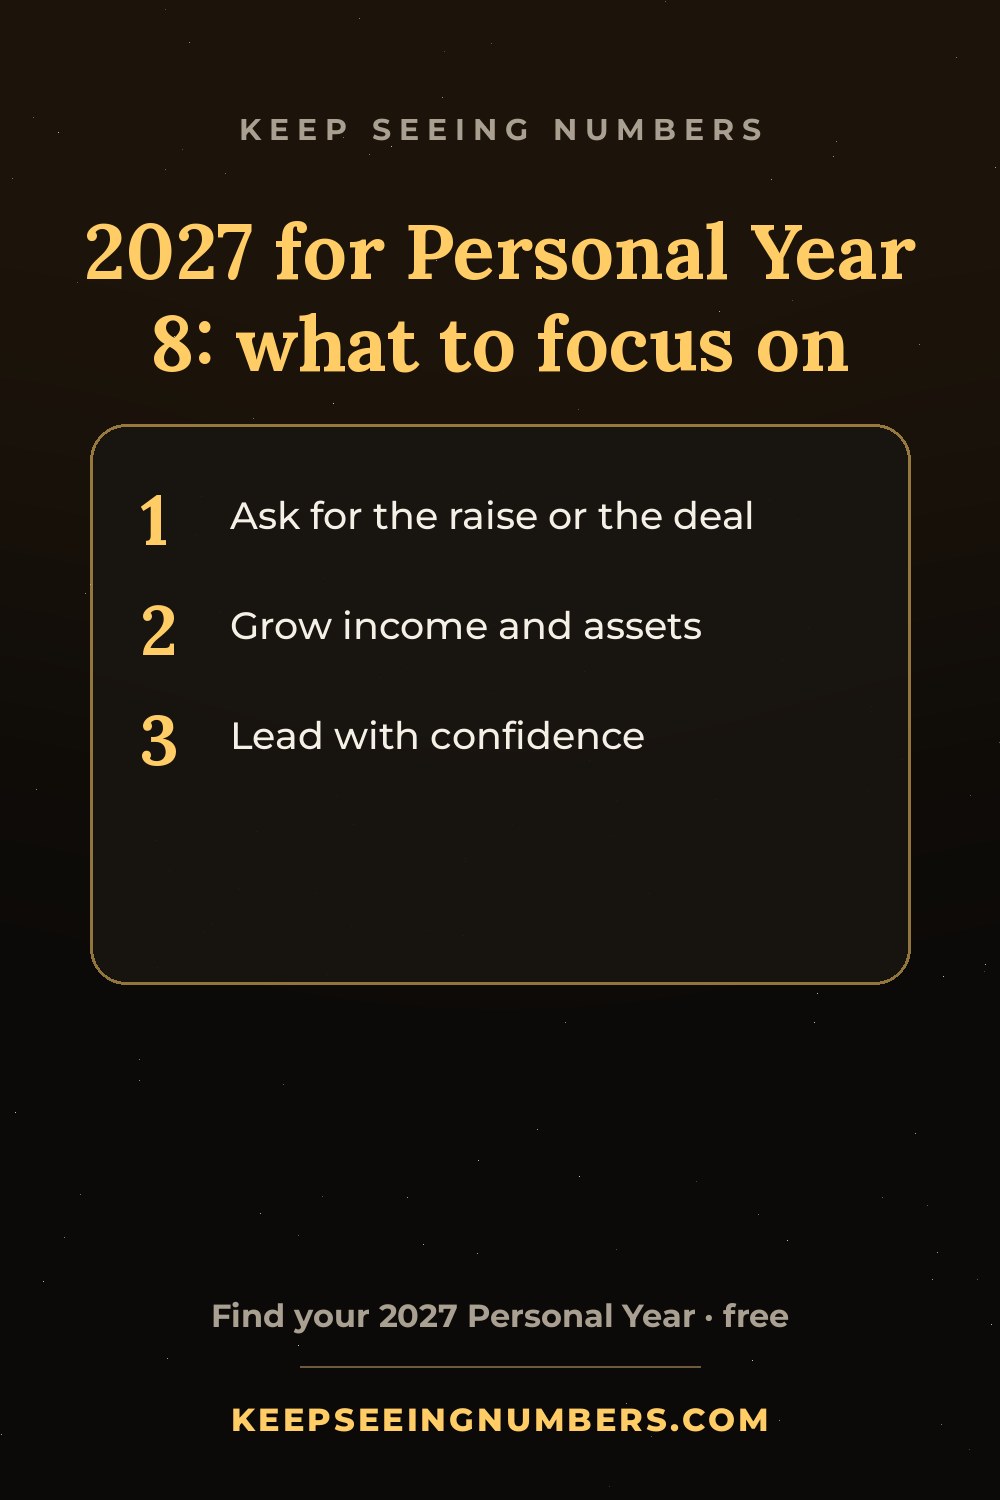 KEEP SEEING NUMBERS
2027 for Personal Year
8: what to focus on
1 Ask for the raise or the deal
2 Grow income and assets
3 Lead with confidence
Find your 2027 Personal Year · free
KEEPSEEINGNUMBERS.COM